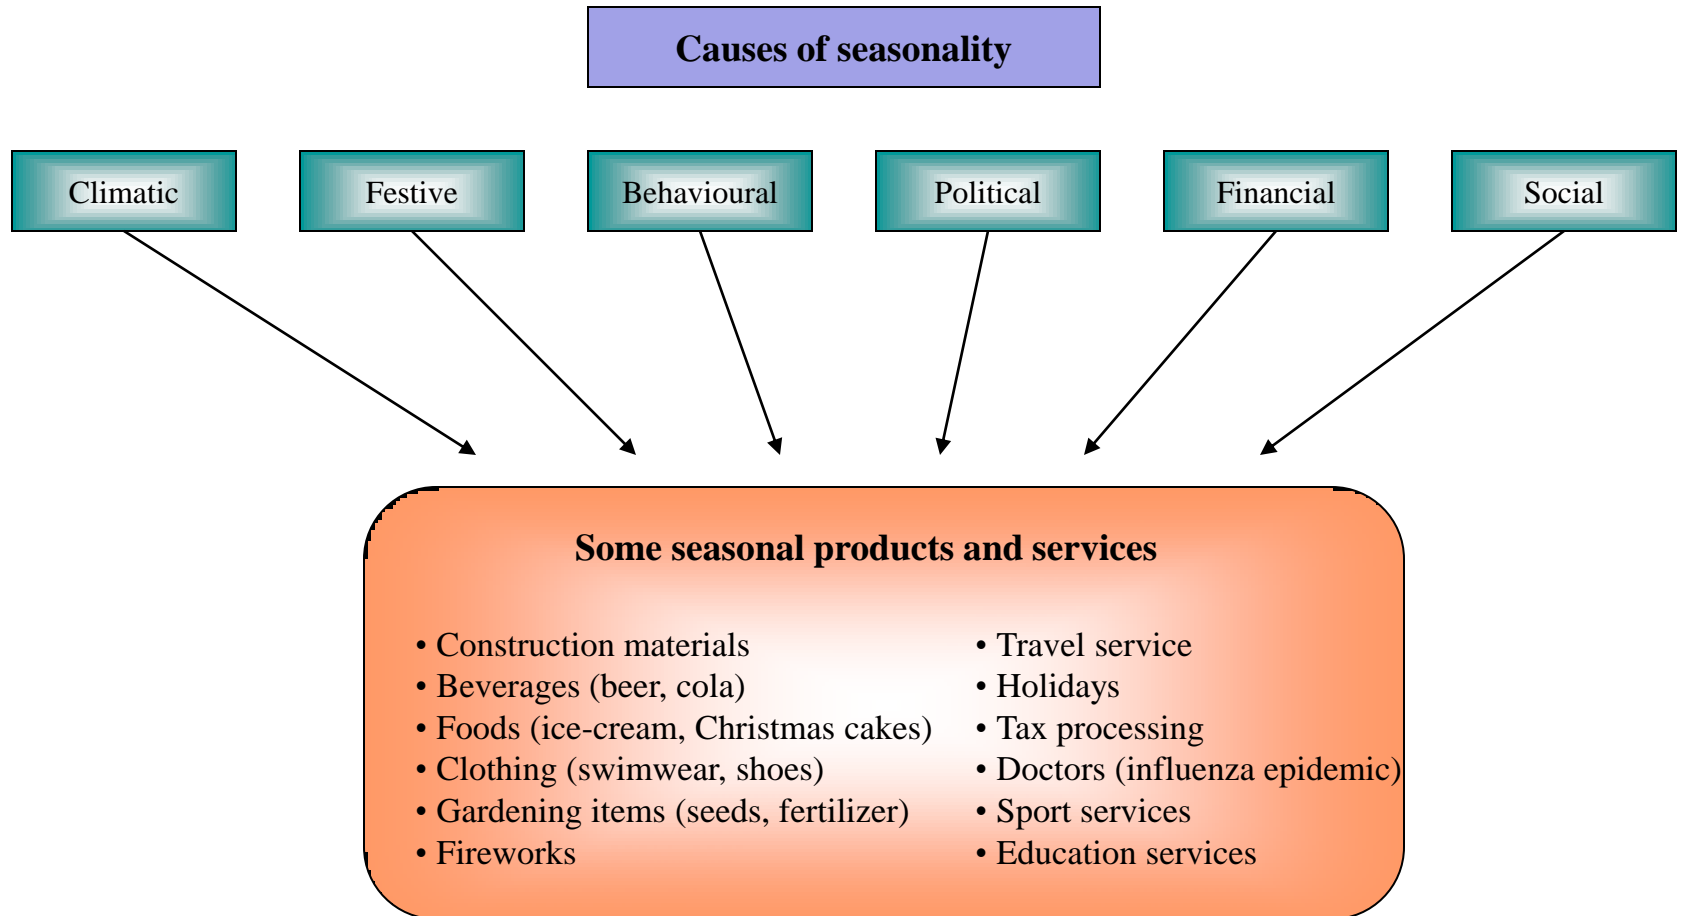 Causes of seasonality
Climatic
Festive
Behavioural
Political
Financial
Social
Some seasonal products and services
• Construction materials
• Beverages (beer, cola)
• Foods (ice-cream, Christmas cakes)
• Clothing (swimwear, shoes)
• Gardening items (seeds, fertilizer)
• Fireworks
• Travel service
• Holidays
• Tax processing
• Doctors (influenza epidemic)
• Sport services
• Education services